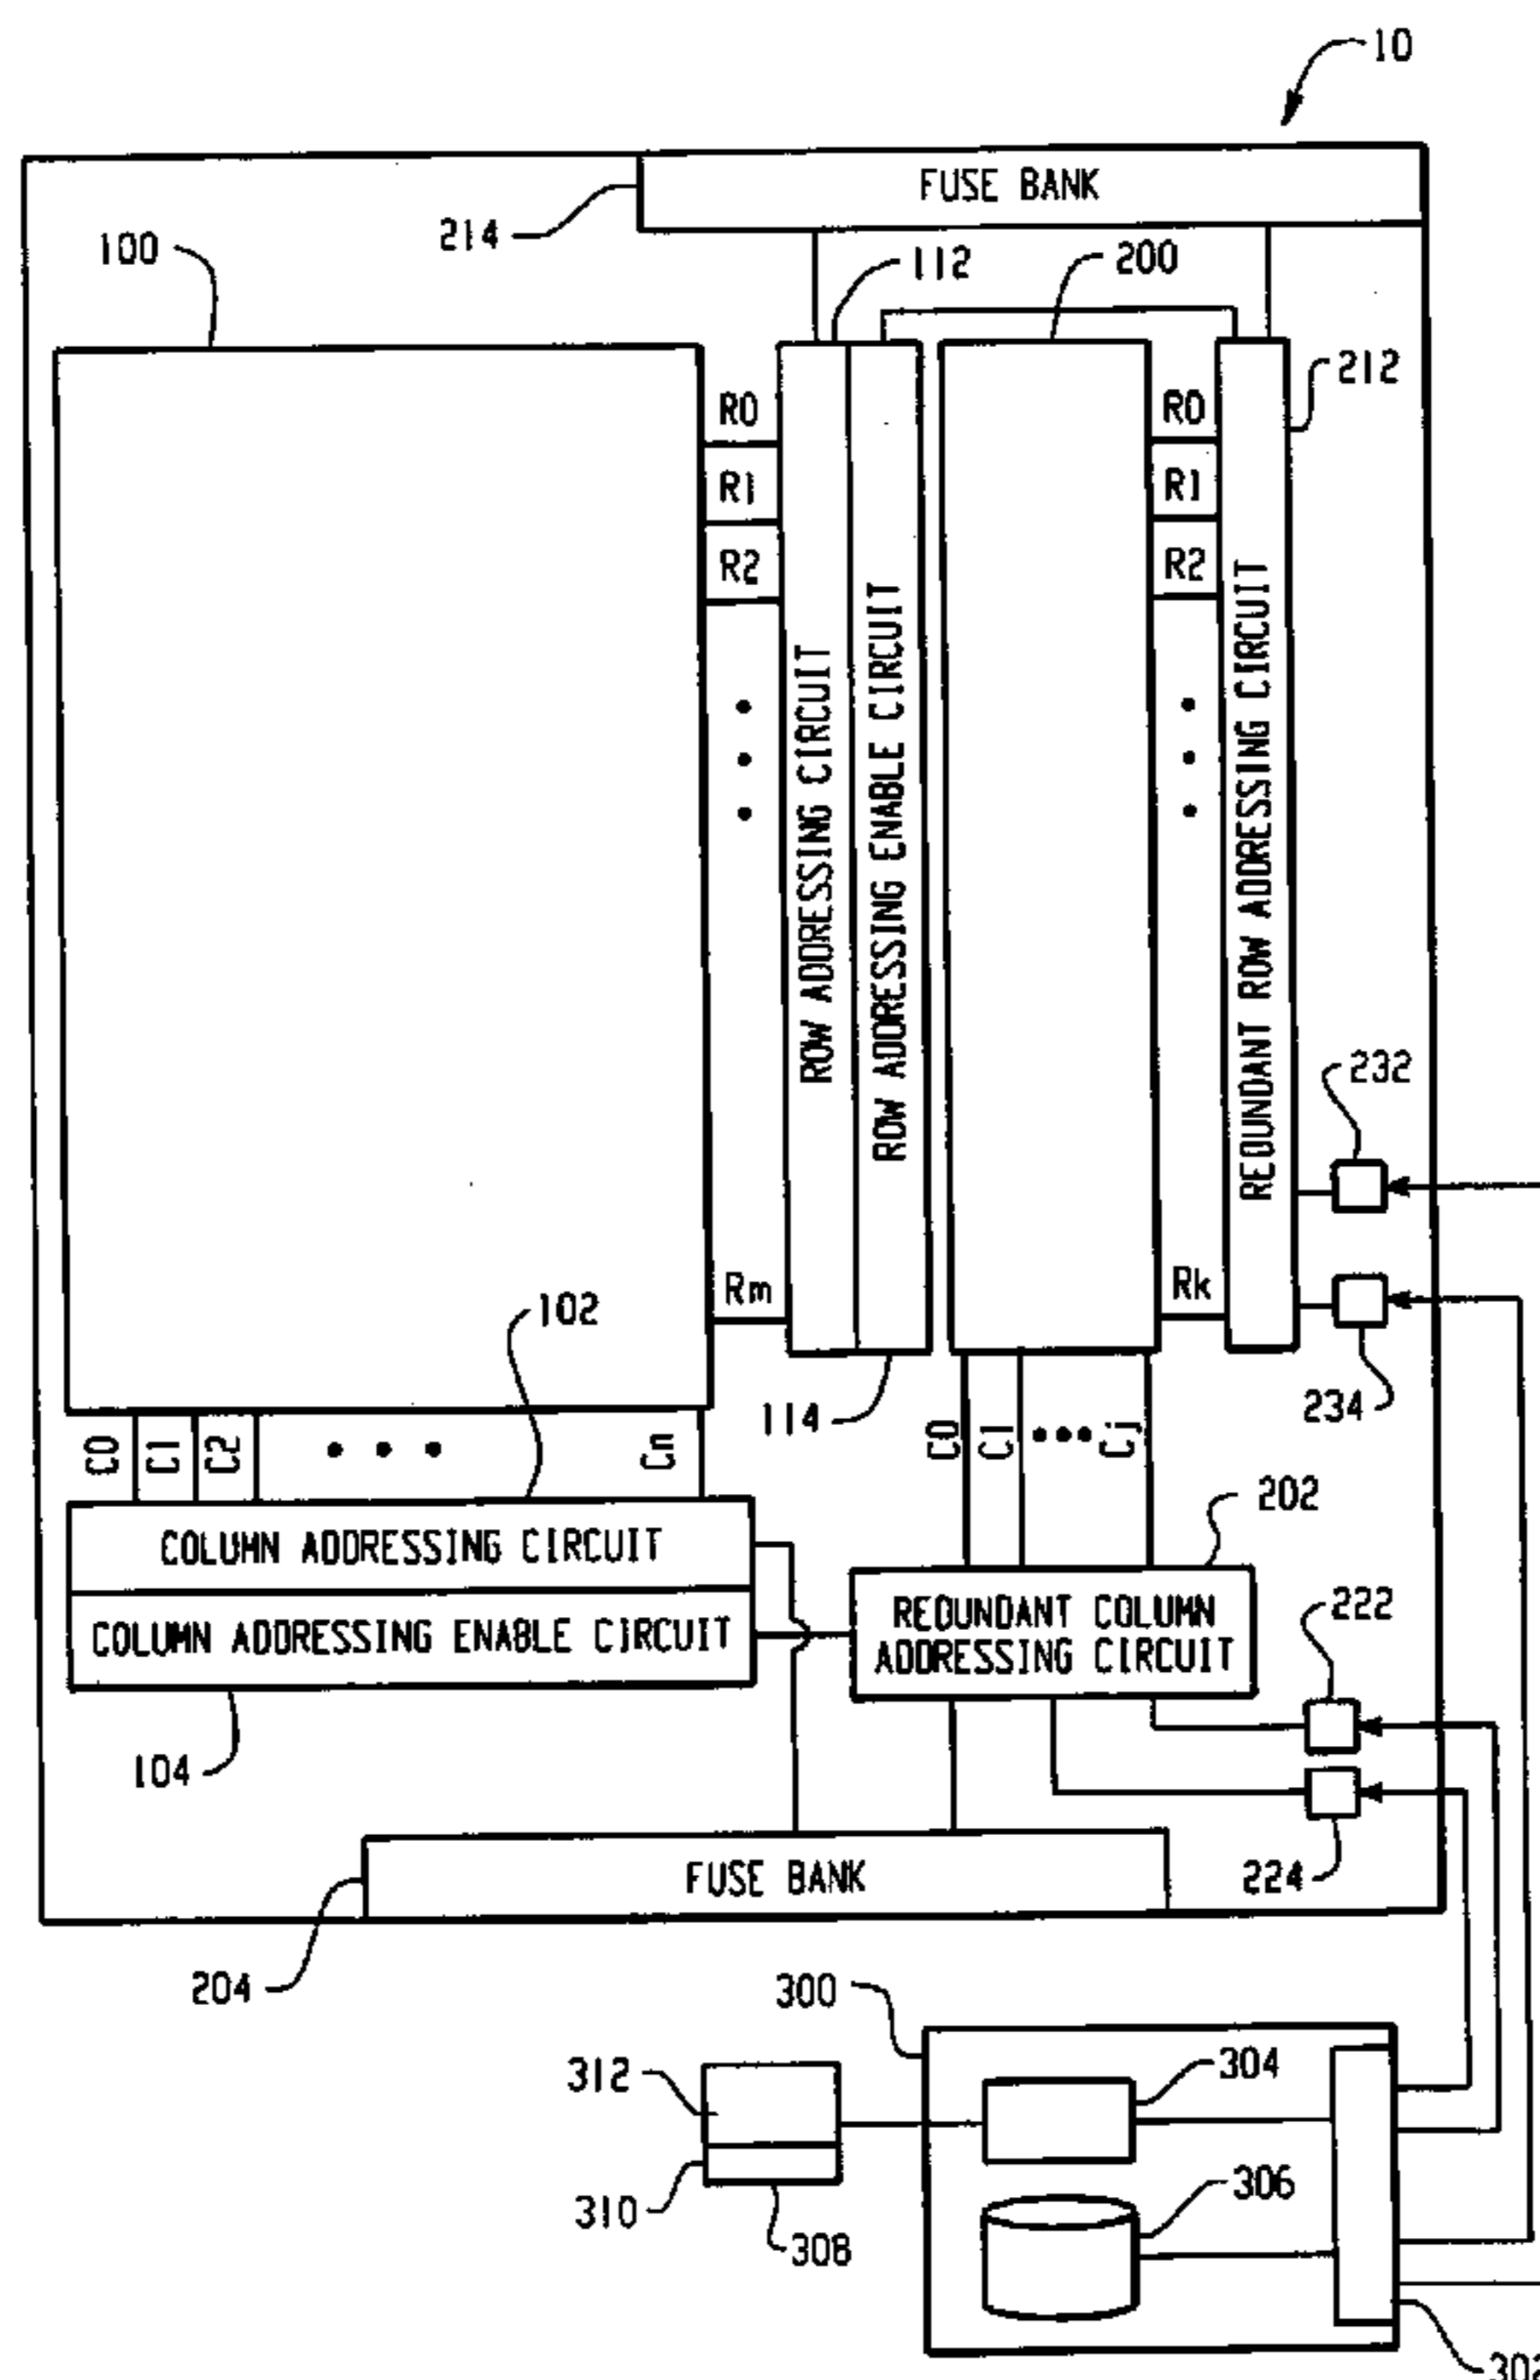 10
FUSE BANK
214
100
112
200
212
R0
R1
R2
R0
R1
R2
ROW ADDRESSING CIRCUIT
ROW ADDRESSING ENABLE CIRCUIT
REDUNDANT ROW ADDRESSING CIRCUIT
232
Rm
Rk
102
234
114
C0
C1
C2
Cn
C0
C1
Cj
202
COLUMN ADDRESSING CIRCUIT
COLUMN ADDRESSING ENABLE CIRCUIT
REDUNDANT COLUMN
ADDRESSING CIRCUIT
222
104
224
FUSE BANK
204
300
312
304
306
310
308